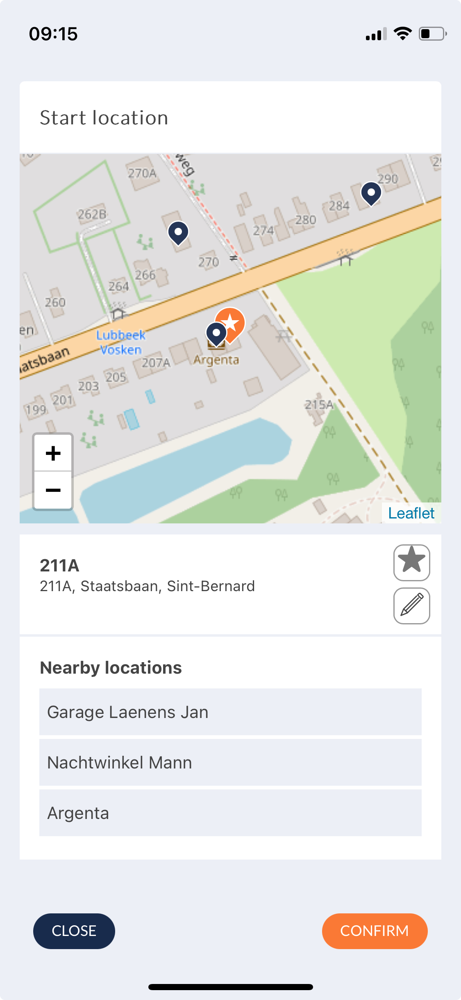 09:15
Start location
weg
270A
290
262B
284
280
274
270
266
264
260
en
Lubbeek
Vosken
atsbaan
Argenta
207A
205
203
201
199
215A
+
−
Leaflet
211A
211A, Staatsbaan, Sint-Bernard
Nearby locations
Garage Laenens Jan
Nachtwinkel Mann
Argenta
CLOSE
CONFIRM